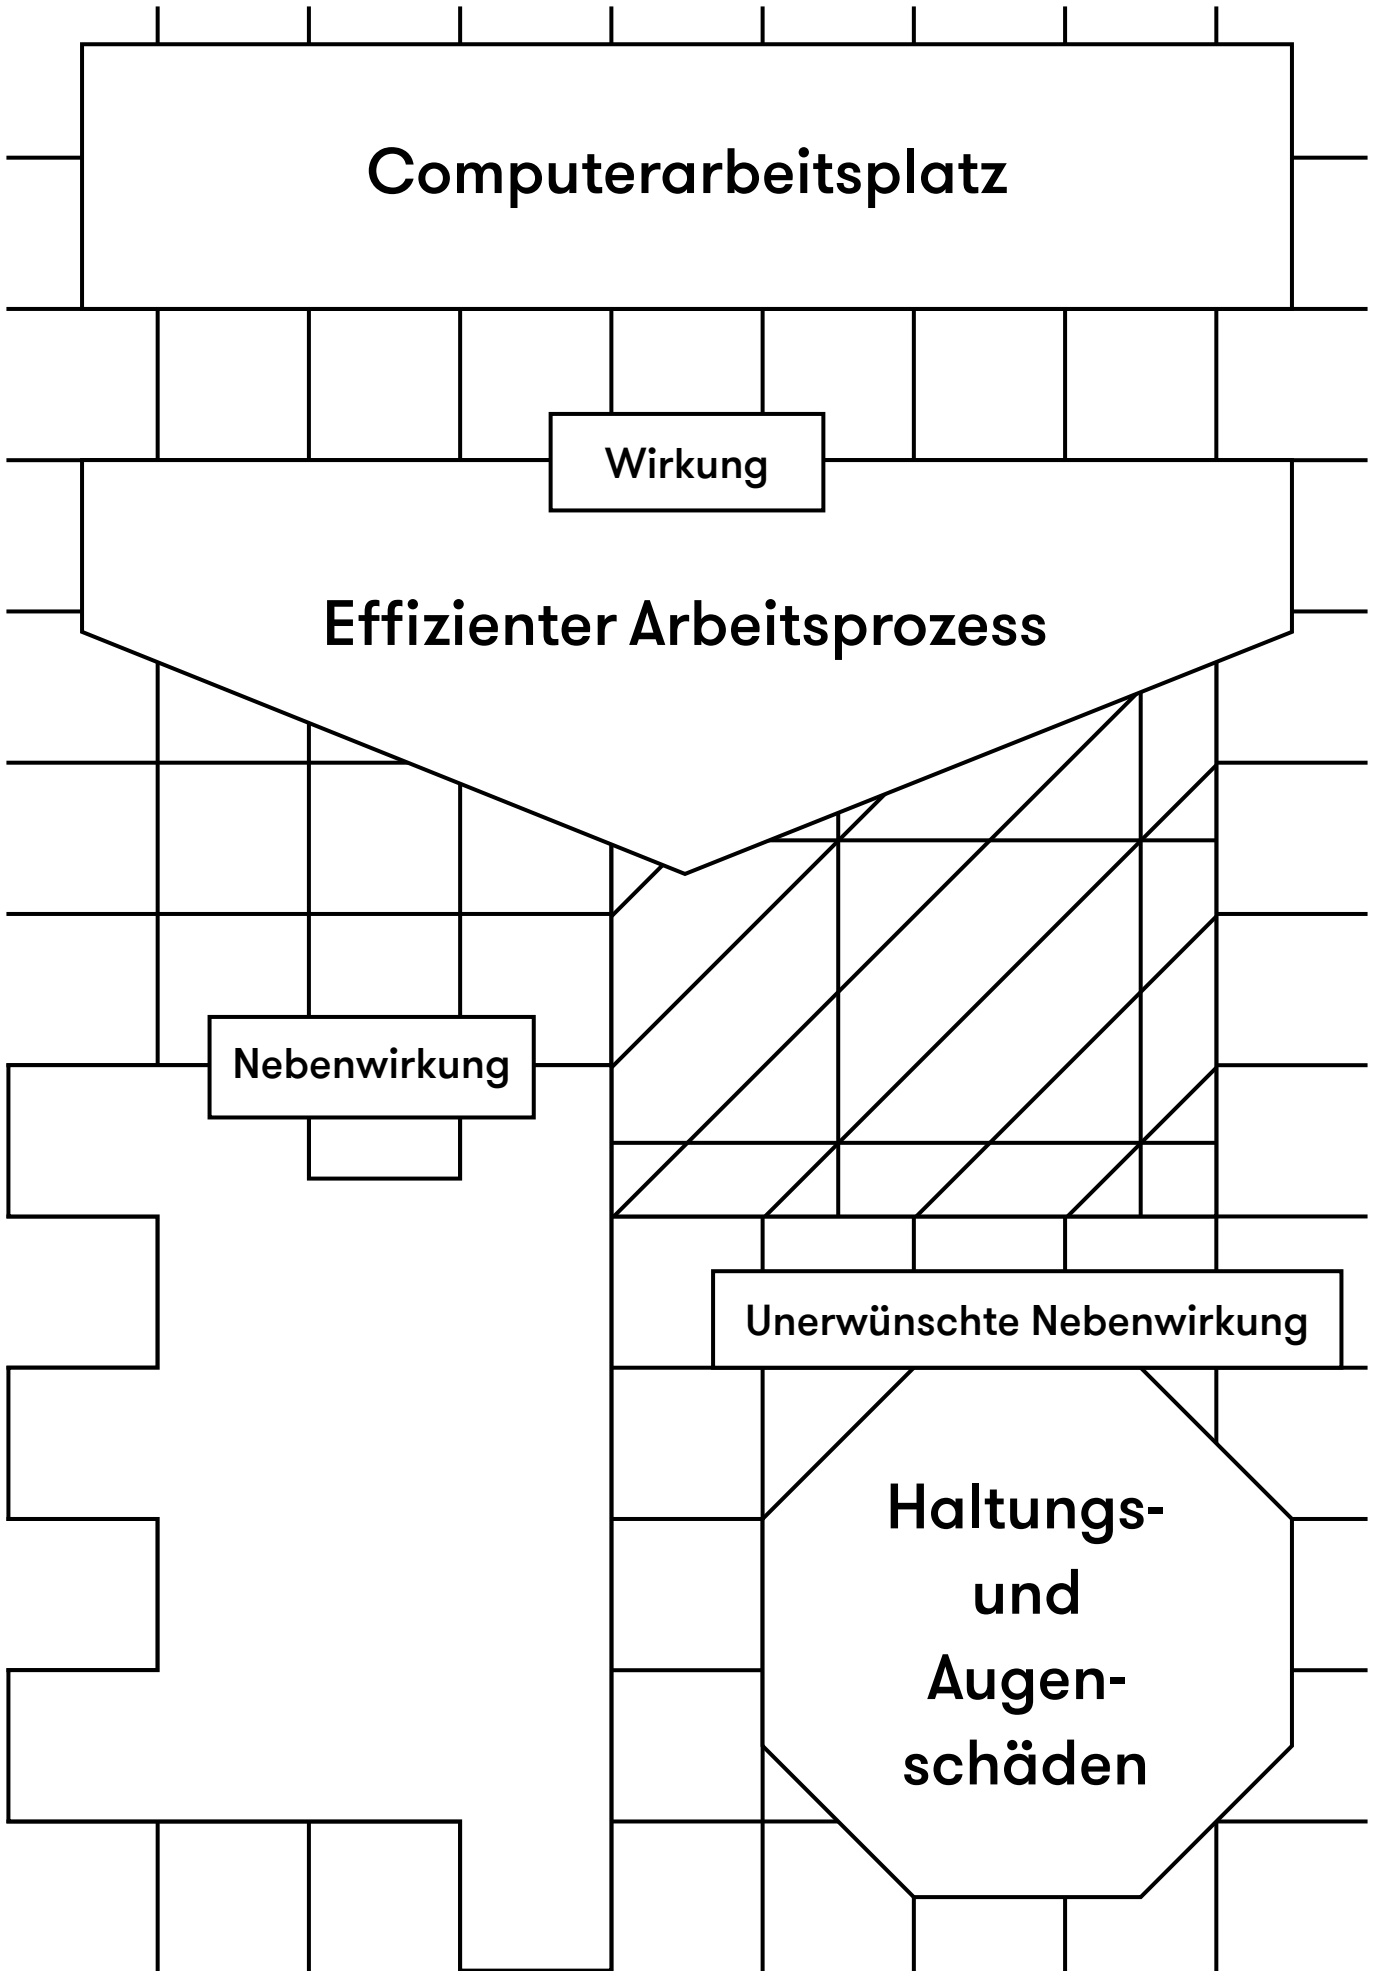 Computerarbeitsplatz
Wirkung
Effizienter Arbeitsprozess
Nebenwirkung
Unerwünschte Nebenwirkung
Haltungs-
und
Augen-
schäden